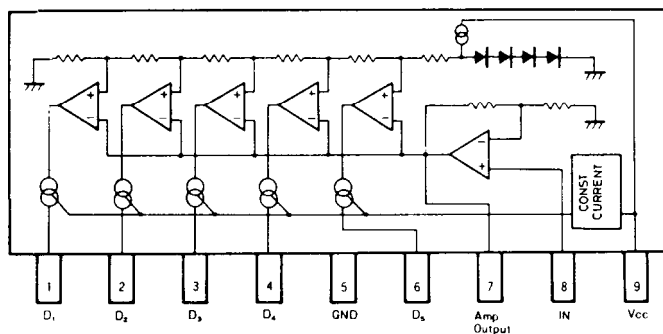 + + + + +
− − − − −
−
+
CONST
CURRENT
1 2 3 4 5 6 7 8 9
D₁ D₂ D₃ D₄ GND D₅ Amp Output IN Vcc